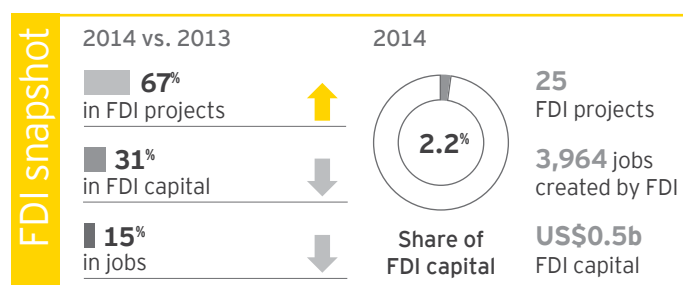 FDI snapshot
2014 vs. 2013
67%
in FDI projects
31%
in FDI capital
15%
in jobs
2014
2.2%
Share of
FDI capital
25
FDI projects
3,964 jobs
created by FDI
US$0.5b
FDI capital